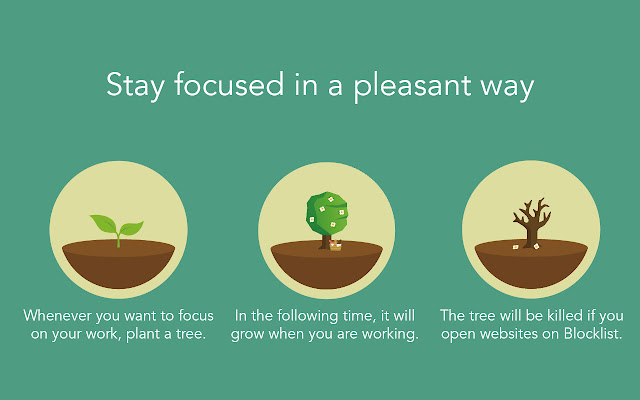 Stay focused in a pleasant way
Whenever you want to focus
on your work, plant a tree.
In the following time, it will
grow when you are working.
The tree will be killed if you
open websites on Blocklist.